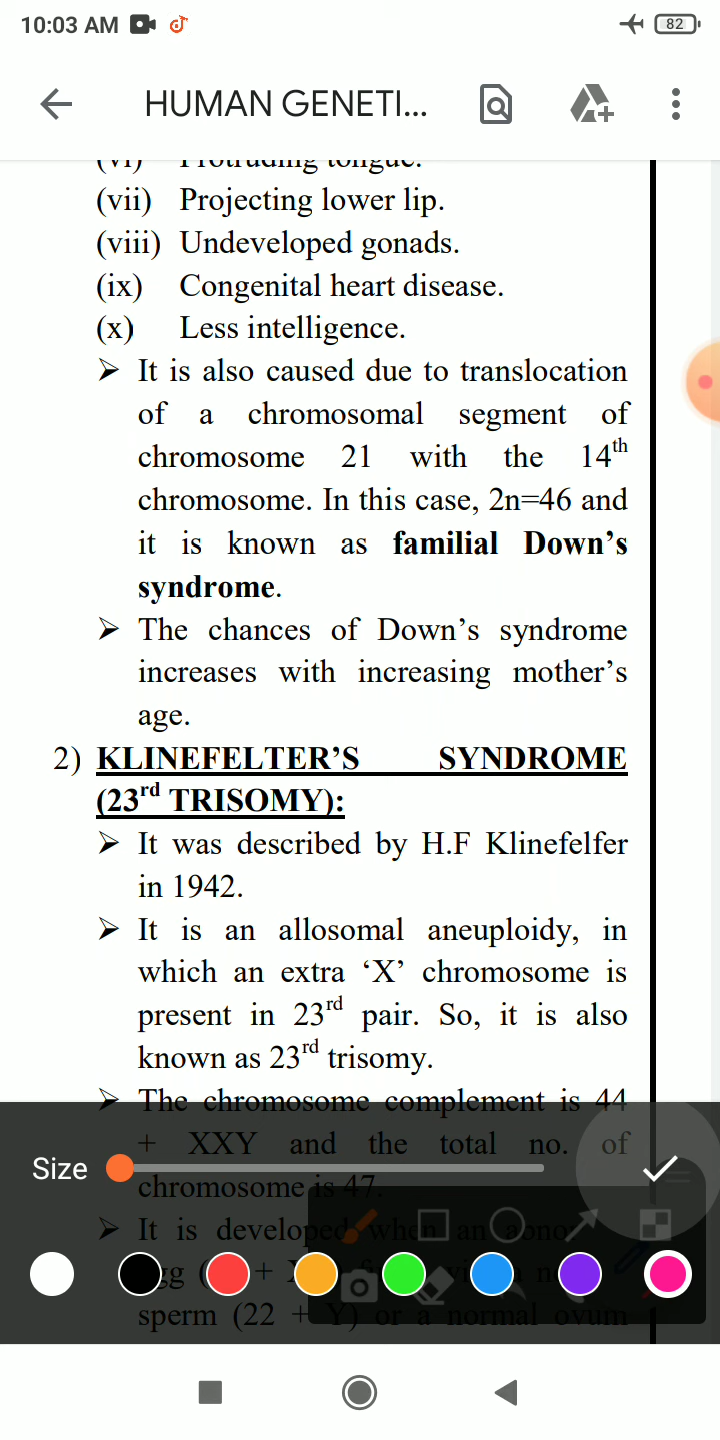 10:03 AM
82
HUMAN GENETI...
(vi) Protruding tongue.
(vii) Projecting lower lip.
(viii) Undeveloped gonads.
(ix) Congenital heart disease.
(x) Less intelligence.
➢ It is also caused due to translocation
of a chromosomal segment of
chromosome 21 with the 14th
chromosome. In this case, 2n=46 and
it is known as familial Down’s
syndrome.
➢ The chances of Down’s syndrome
increases with increasing mother’s
age.
2) KLINEFELTER’S SYNDROME
(23rd TRISOMY):
➢ It was described by H.F Klinefelfer
in 1942.
➢ It is an allosomal aneuploidy, in
which an extra ‘X’ chromosome is
present in 23rd pair. So, it is also
known as 23rd trisomy.
➢ The chromosome complement is 44
+ XXY and the total no. of
Size
chromosome is 47.
➢ It is developed when an
sperm (22 + Y) or a normal ovum